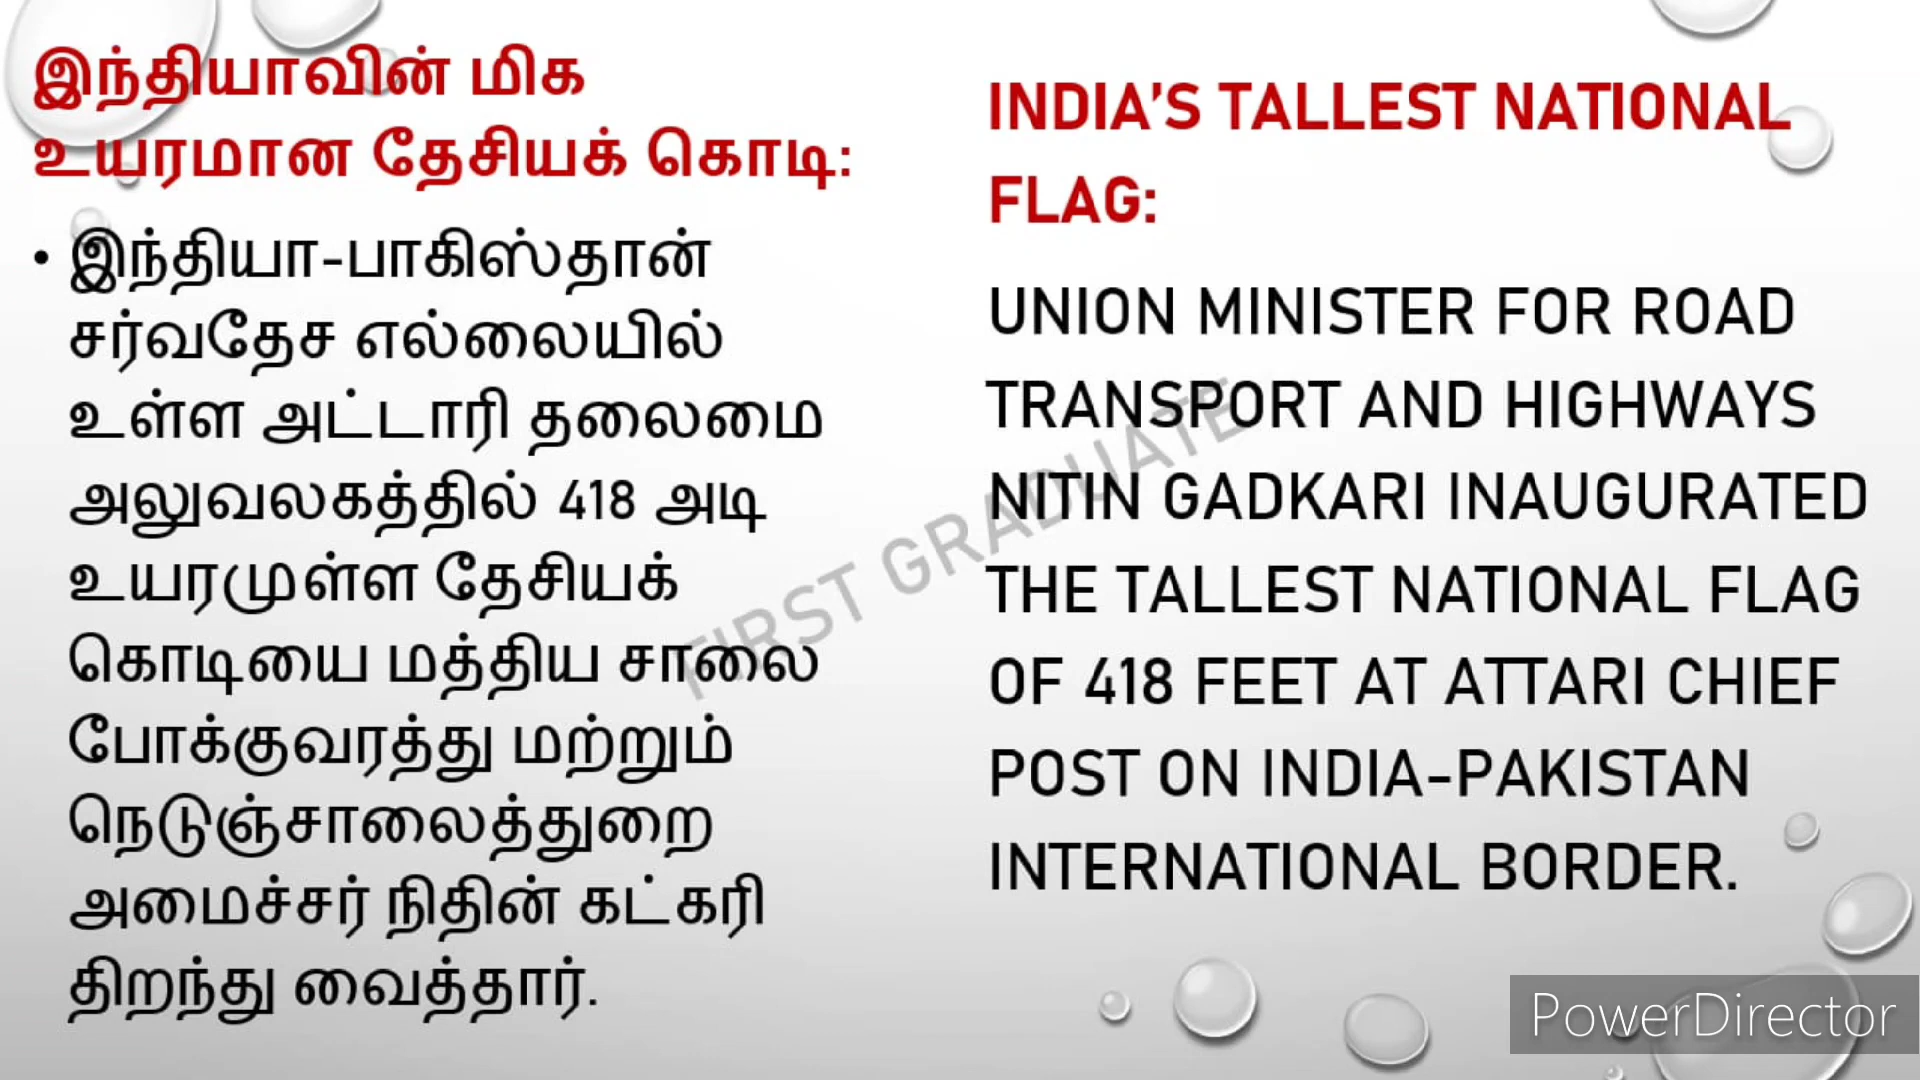 இந்தியாவின் மிக
உயரமான தேசியக் கொடி:
• இந்தியா-பாகிஸ்தான்
சர்வதேச எல்லையில்
உள்ள அட்டாரி தலைமை
அலுவலகத்தில் 418 அடி
உயரமுள்ள தேசியக்
கொடியை மத்திய சாலை
போக்குவரத்து மற்றும்
நெடுஞ்சாலைத்துறை
அமைச்சர் நிதின் கட்கரி
திறந்து வைத்தார்.
INDIA'S TALLEST NATIONAL
FLAG:
UNION MINISTER FOR ROAD
TRANSPORT AND HIGHWAYS
NITIN GADKARI INAUGURATED
THE TALLEST NATIONAL FLAG
OF 418 FEET AT ATTARI CHIEF
POST ON INDIA-PAKISTAN
INTERNATIONAL BORDER.
FIRST GRADUATE
PowerDirector